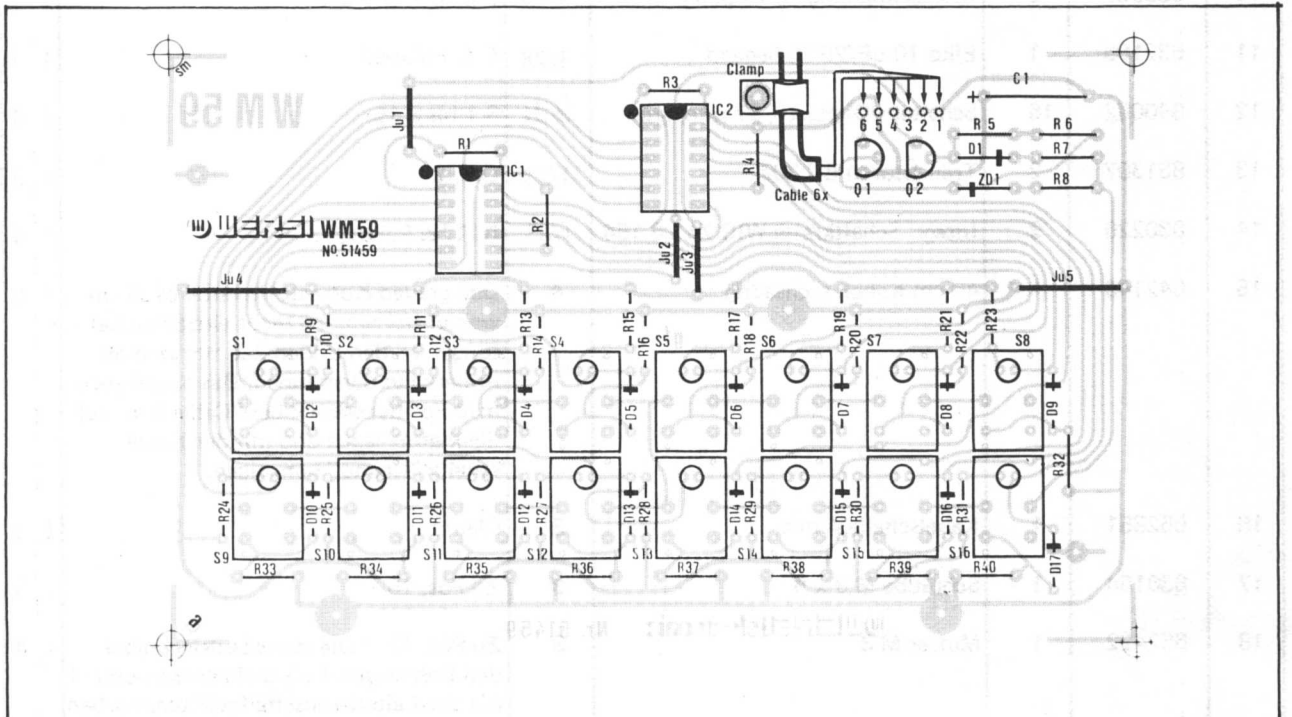 sm
WM 59
Clamp
R3
IC2
6 5 4 3 2 1
+ C1
R5 R6
D1 R7
ZD1 R8
Q1 Q2
Cable 6x
R4
Ju1
R1
IC1
R2
WERSI WM59
No. 51459
Ju2
Ju3
Ju4
Ju5
R9 R10 R11 R12 R13 R14 R15 R16 R17 R18 R19 R20 R21 R22 R23
S1 S2 S3 S4 S5 S6 S7 S8
D2 D3 D4 D5 D6 D7 D8 D9
R32
R24 D10 R25 D11 R26 D12 R27 D13 R28 D14 R29 D15 R30 D16 R31 D17
S9 S10 S11 S12 S13 S14 S15 S16
R33 R34 R35 R36 R37 R38 R39 R40
a
Nr. 51459